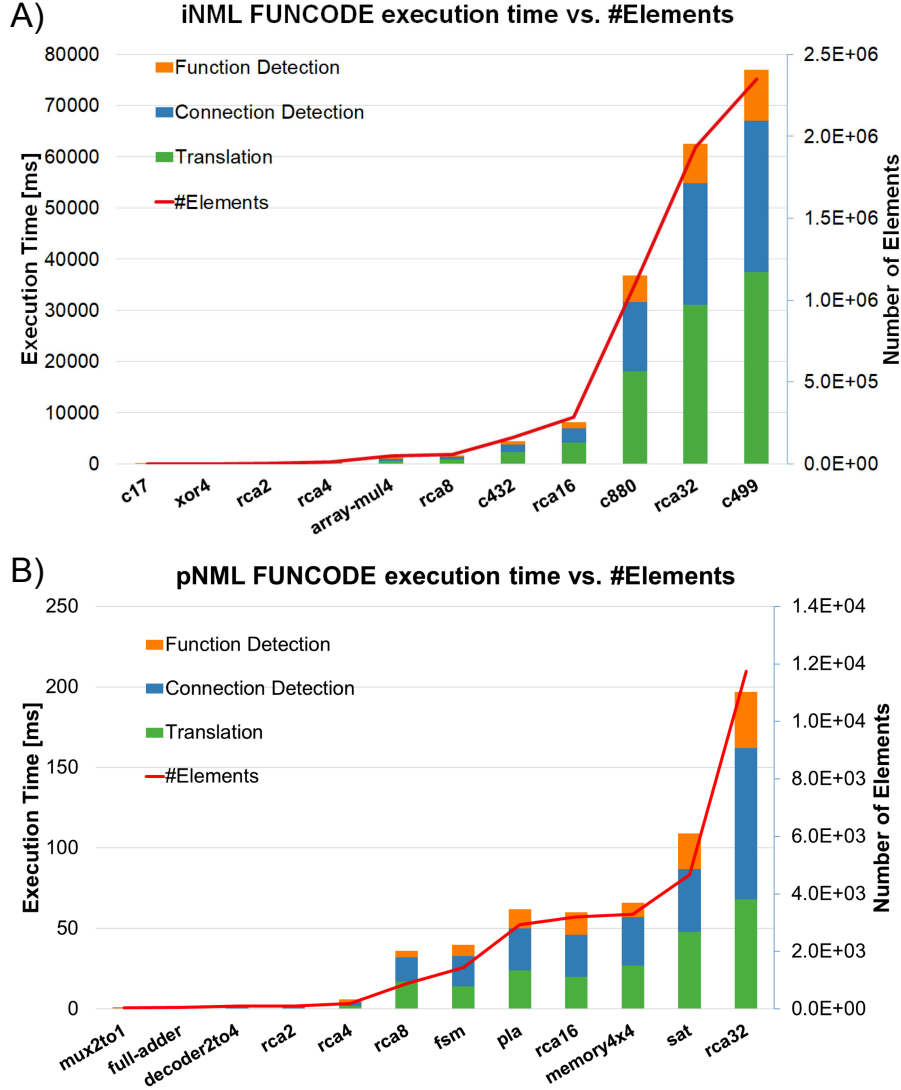 A)
iNML FUNCODE execution time vs. #Elements
80000
70000
60000
50000
40000
30000
20000
10000
0
Execution Time [ms]
Function Detection
Connection Detection
Translation
#Elements
2.5E+06
2.0E+06
1.5E+06
1.0E+06
5.0E+05
0.0E+00
Number of Elements
c17
xor4
rca2
rca4
array-mul4
rca8
c432
rca16
c880
rca32
c499
B)
pNML FUNCODE execution time vs. #Elements
250
200
150
100
50
0
Execution Time [ms]
Function Detection
Connection Detection
Translation
#Elements
1.4E+04
1.2E+04
1.0E+04
8.0E+03
6.0E+03
4.0E+03
2.0E+03
0.0E+00
Number of Elements
mux2to1
full-adder
decoder2to4
rca2
rca4
rca8
fsm
pla
rca16
memory4x4
sat
rca32